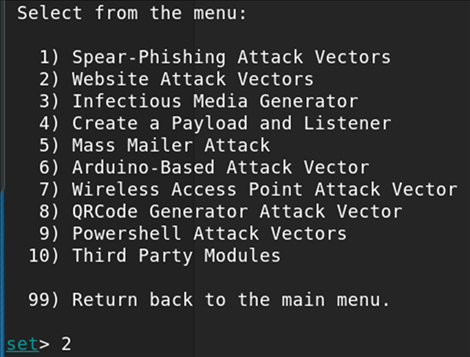 Select from the menu:
1) Spear-Phishing Attack Vectors
2) Website Attack Vectors
3) Infectious Media Generator
4) Create a Payload and Listener
5) Mass Mailer Attack
6) Arduino-Based Attack Vector
7) Wireless Access Point Attack Vector
8) QRCode Generator Attack Vector
9) Powershell Attack Vectors
10) Third Party Modules
99) Return back to the main menu.
set> 2